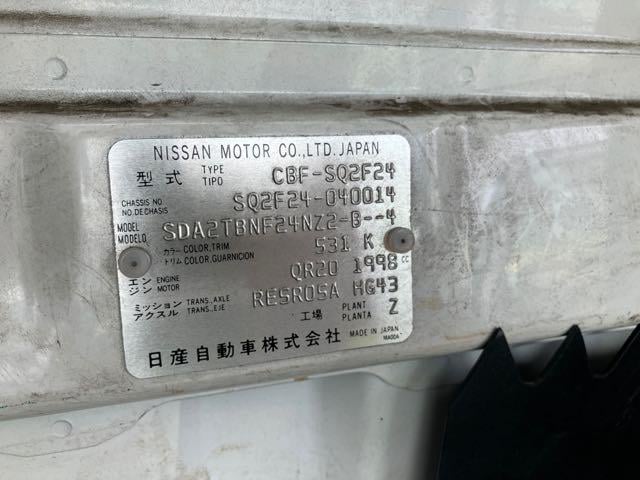 NISSAN MOTOR CO.,LTD.JAPAN
型式 TYPE TIPO CBF-SQ2F24
CHASSIS NO NO.DECHASIS SQ2F24-040014
MODEL MODELO SDA2TBNF24NZ2-B--4
カラー COLOR,TRIM トリム COLOR,GUARNICION 531 K
エンジン ENGINE MOTOR QR20 1998 CC
ミッション アクスル TRANS.,AXLE TRANS.,EJE RE5R05A HG43
工場 PLANT PLANTA Z
日産自動車株式会社 MADE IN JAPAN
MA00A